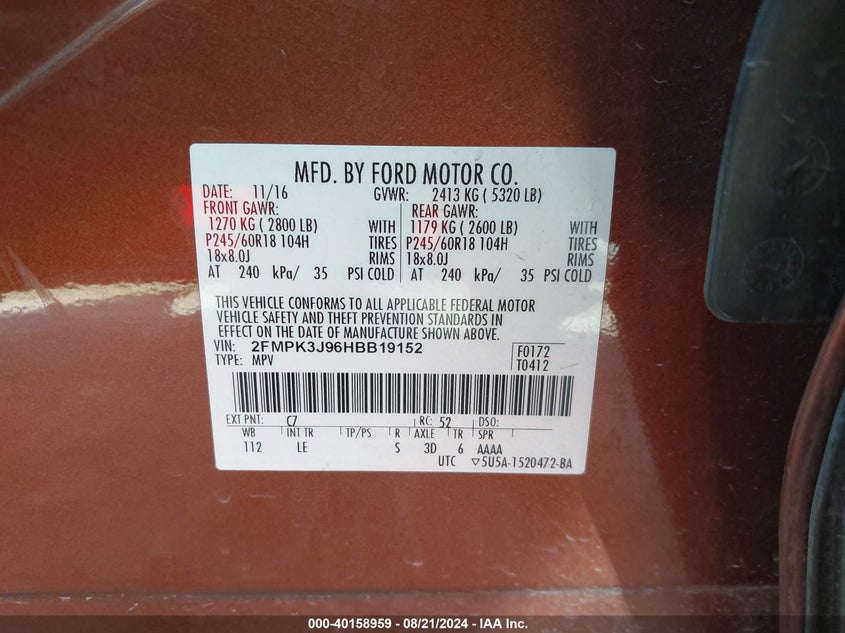 MFD. BY FORD MOTOR CO.
DATE: 11/16 GVWR: 2413 KG ( 5320 LB)
FRONT GAWR: REAR GAWR:
1270 KG ( 2800 LB) WITH 1179 KG ( 2600 LB) WITH
P245/60R18 104H TIRES P245/60R18 104H TIRES
18x8.0J RIMS 18x8.0J RIMS
AT 240 kPa/ 35 PSI COLD AT 240 kPa/ 35 PSI COLD
THIS VEHICLE CONFORMS TO ALL APPLICABLE FEDERAL MOTOR
VEHICLE SAFETY AND THEFT PREVENTION STANDARDS IN
EFFECT ON THE DATE OF MANUFACTURE SHOWN ABOVE.
VIN: 2FMPK3J96HBB19152 F0172
TYPE: MPV T0412
EXT PNT: C7 RC: 52 DSO:
WB INT TR TP/PS R AXLE TR SPR
112 LE S 3D 6 AAAA
UTC ▽5U5A-1520472-BA
000-40158959 - 08/21/2024 - IAA Inc.